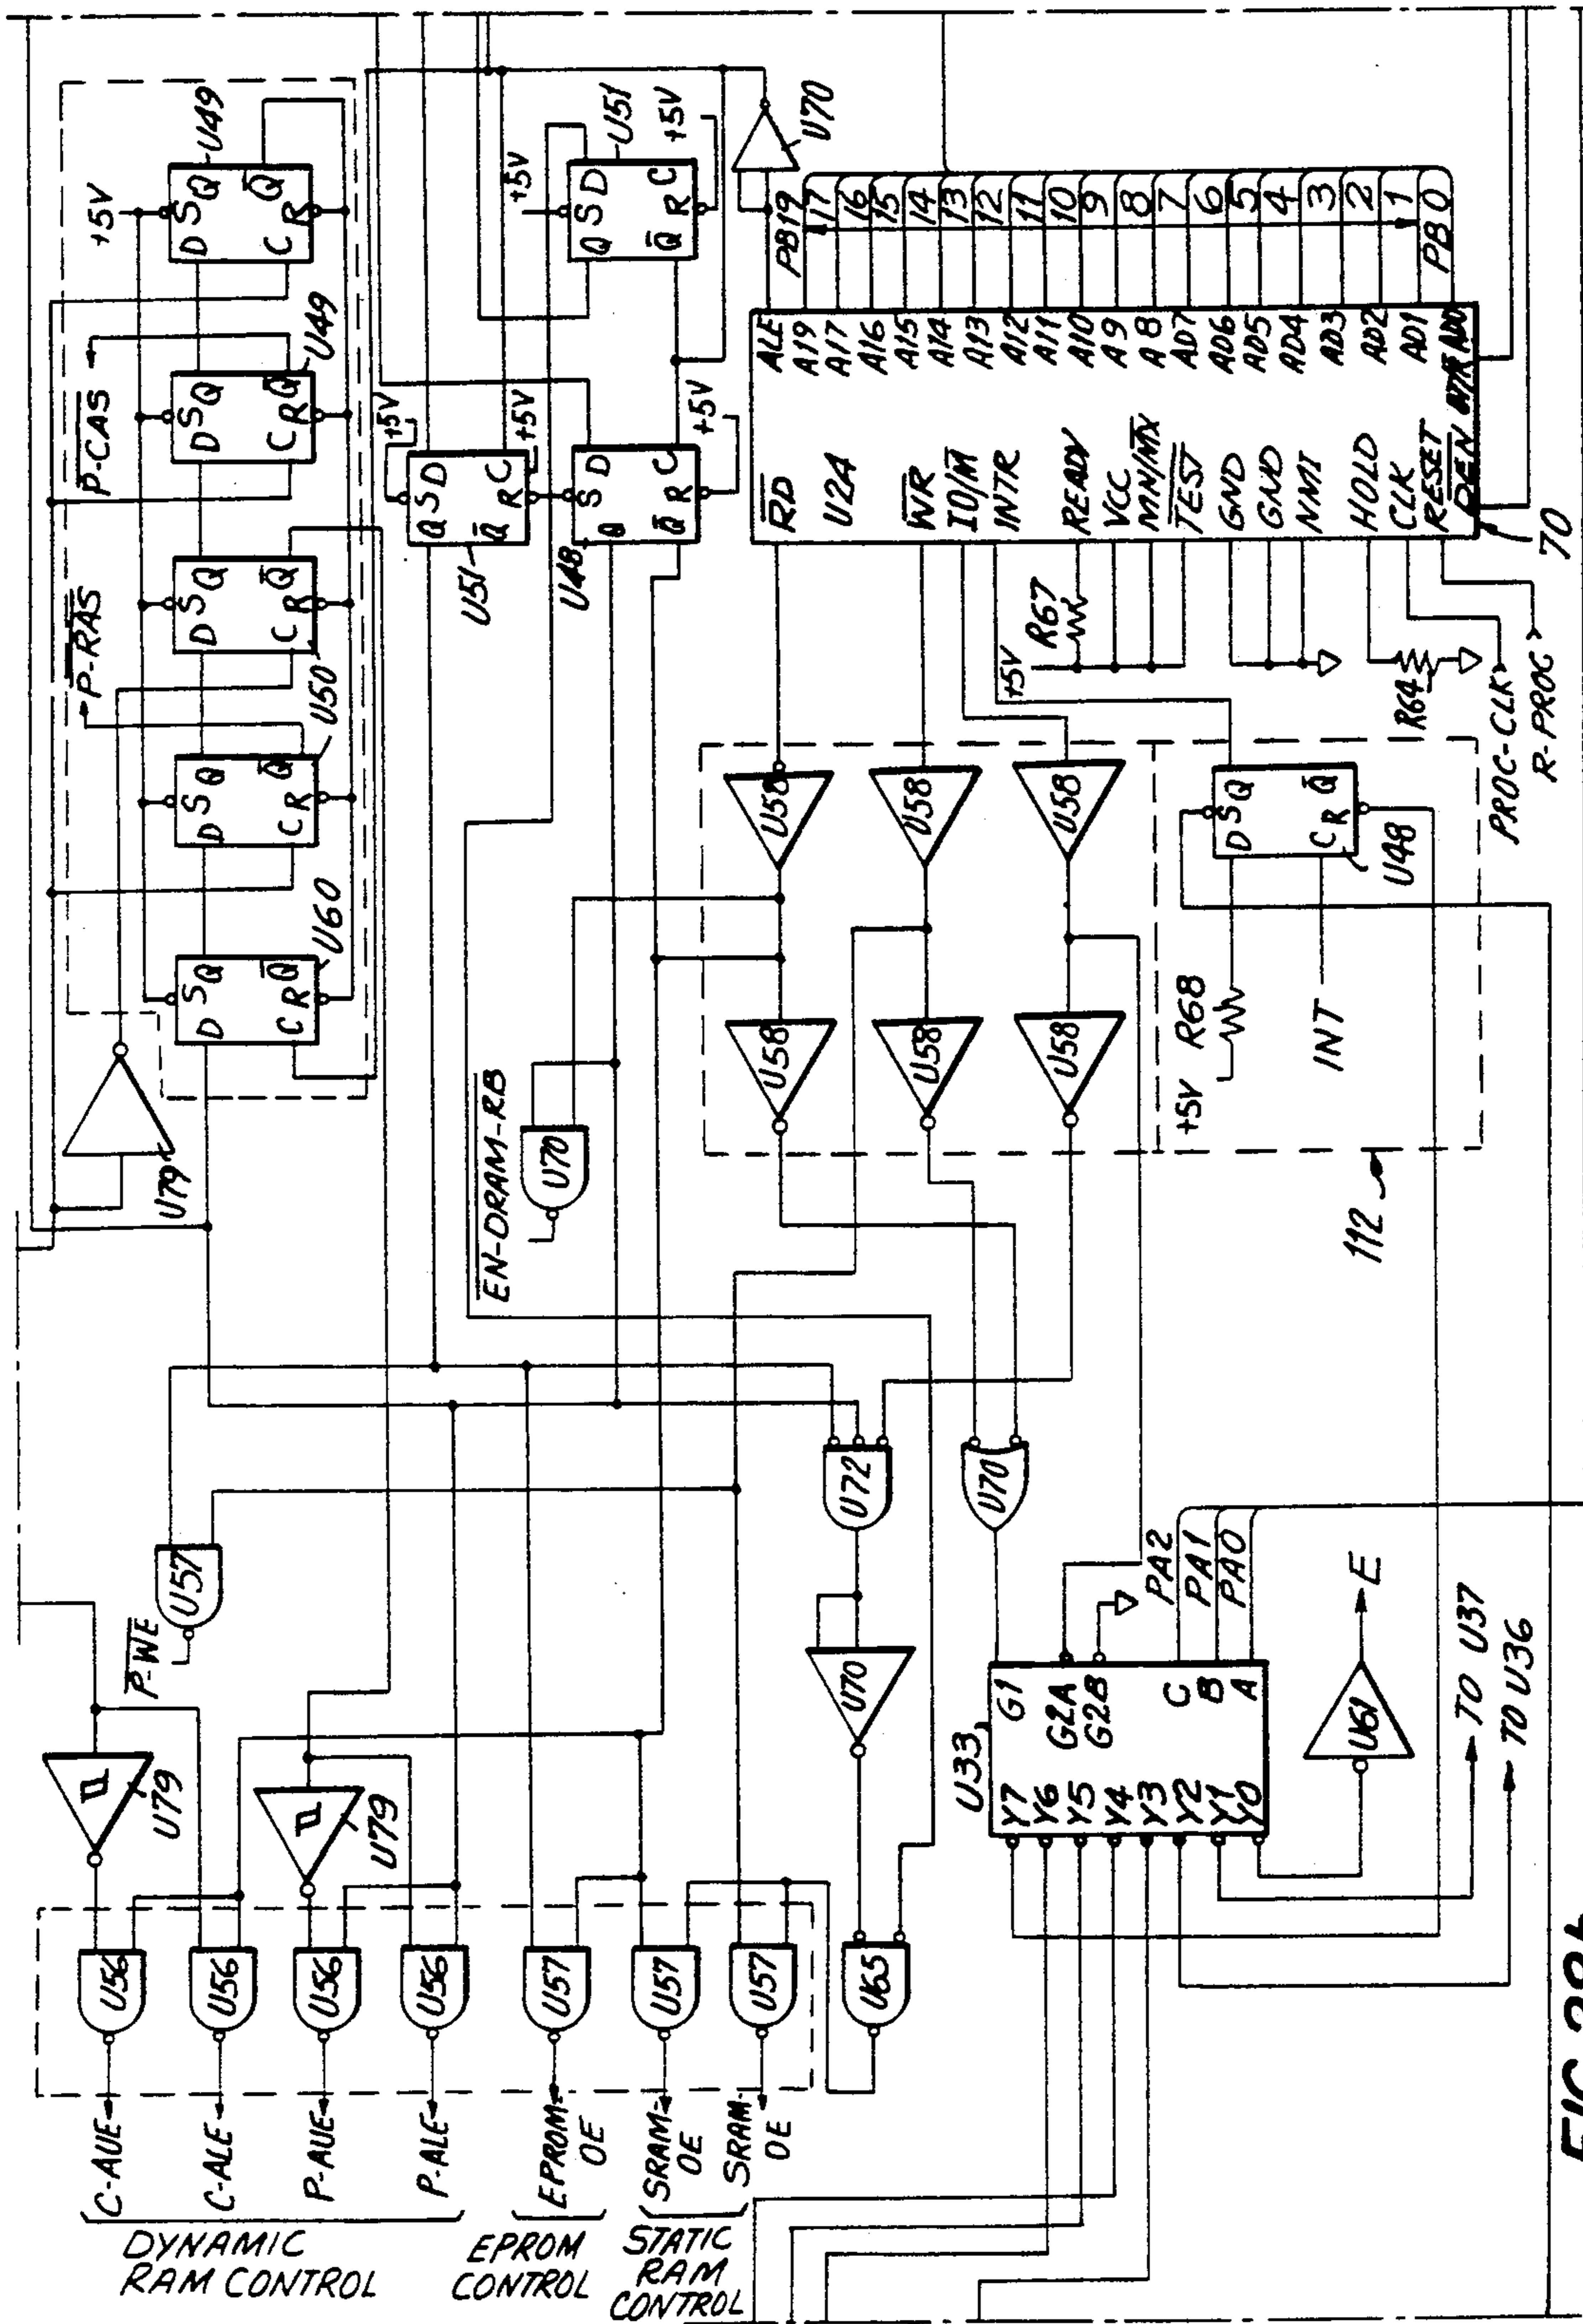 +5V
D S Q
C R Q̅
U49
P-CAS
D S Q
C R Q̅
U49
P-RAS
D S Q
C R Q̅
U50
D S Q
C R Q̅
D S Q
C R Q̅
U60
U79
+5V
Q S D
Q̅ R C
U51
+5V
+5V
Q S D
Q̅ R C
U51
+5V
S D
Q
Q̅ R C
U48
+5V
U70
EN-DRAM-RB
U70
PB19
17
16
15
14
13
12
11
10
9
8
7
6
5
4
3
2
1
PB0
ALE
A19
A17
A16
A15
A14
A13
A12
A11
A10
A9
A8
AD7
AD6
AD5
AD4
AD3
AD2
AD1
AD0
RD
U24
WR
IO/M
INTR
READY
VCC
MN/MX
TEST
GND
GND
NMI
HOLD
CLK
RESET
DEN
70
+5V
R67
R64
PROC-CLK
R-PROC
U58
U58
U58
U58
U58
U58
D S Q
C R Q̅
U48
+5V R68
INT
112
P-WE
U57
U79
U79
U72
U70
U70
U65
U33
G1
G2A
G2B
C
B
A
Y7
Y6
Y5
Y4
Y3
Y2
Y1
Y0
PA2
PA1
PA0
U61
E
TO U37
TO U36
U56
U56
U56
U56
U57
U57
U57
C-AUE
C-ALE
P-AUE
P-ALE
EPROM-
OE
SRAM-
OE
SRAM-
OE
DYNAMIC
RAM CONTROL
EPROM
CONTROL
STATIC
RAM
CONTROL